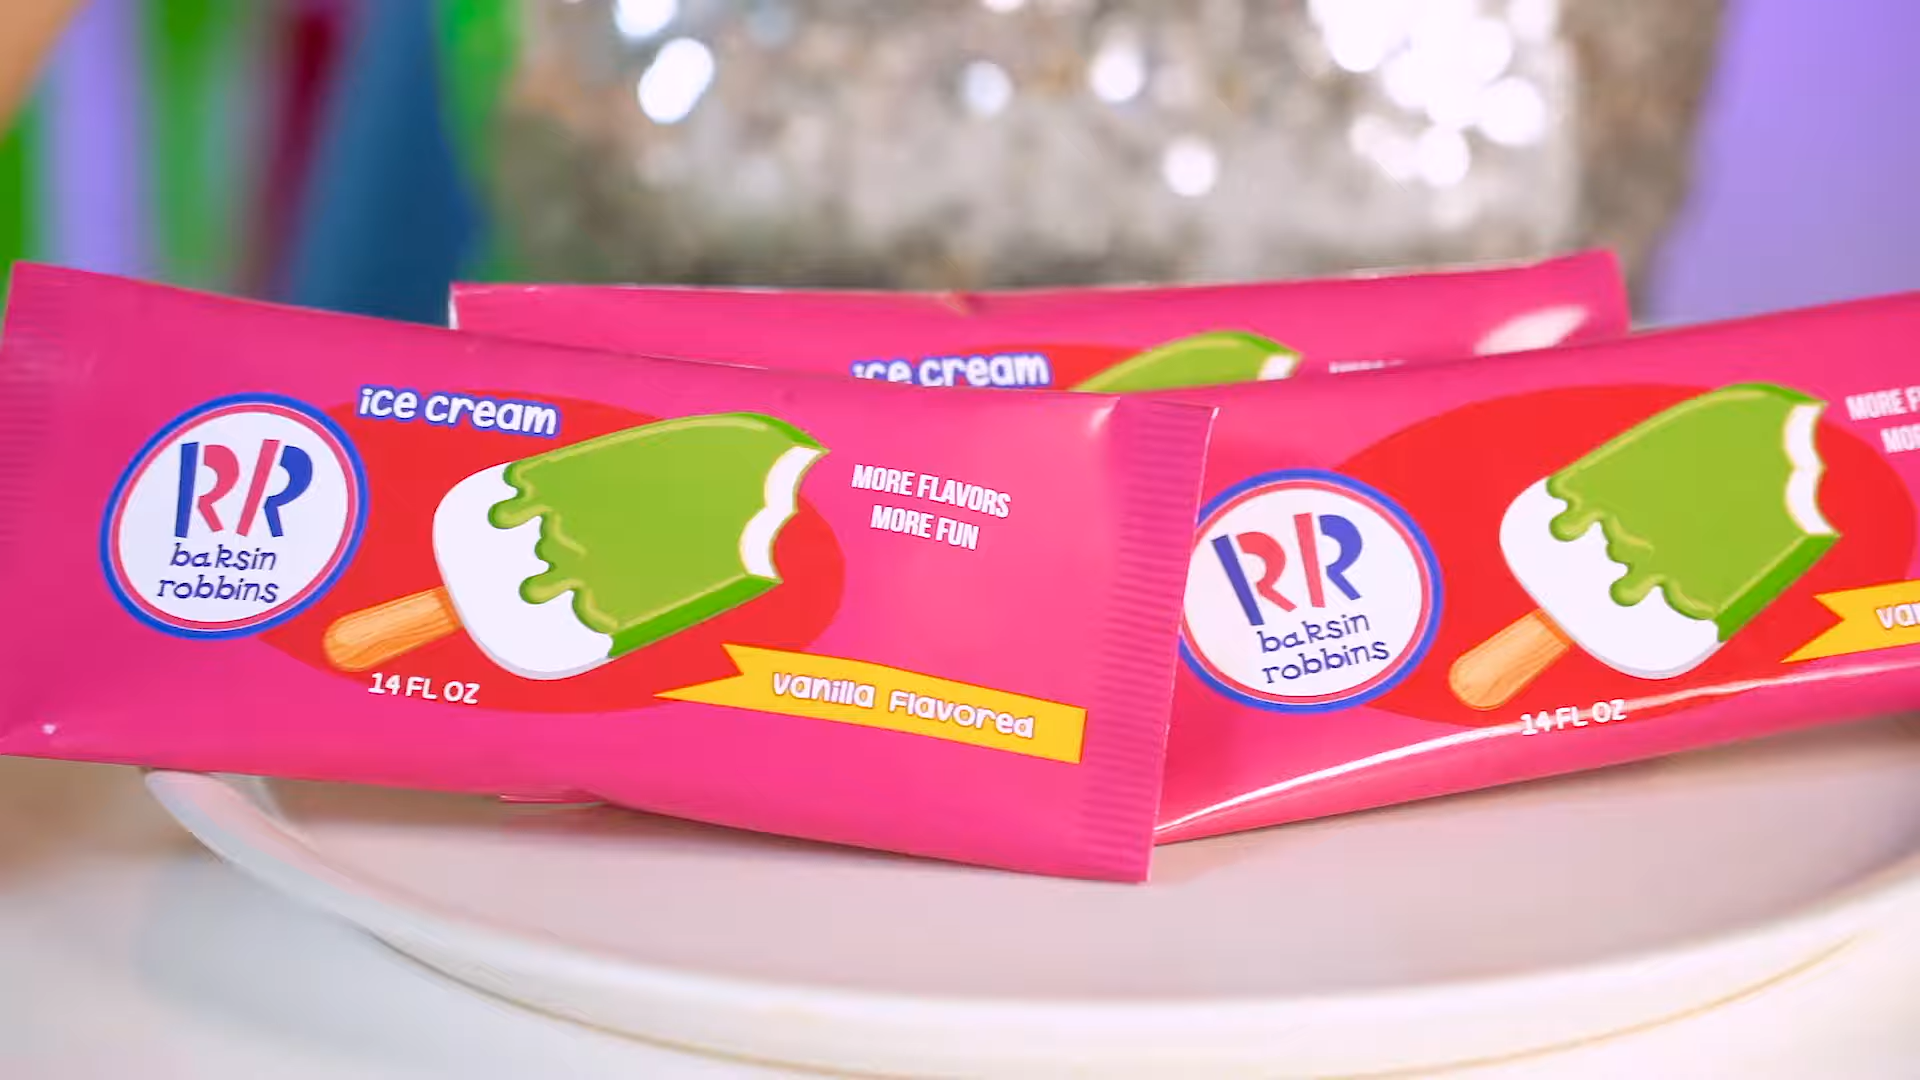 ice cream
RR
baksin
robbins
MORE FLAVORS
MORE FUN
14 FL OZ
vanilla Flavored
ice cream
RR
baksin
robbins
MORE
14 FL OZ